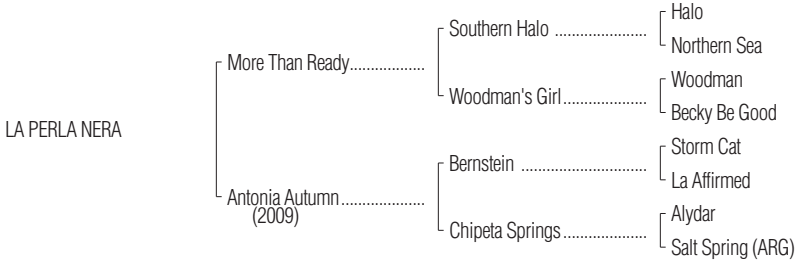 Halo
Southern Halo ......................
Northern Sea
More Than Ready..................
Woodman
Woodman's Girl....................
Becky Be Good
LA PERLA NERA
Storm Cat
Bernstein ..............................
La Affirmed
Antonia Autumn....................
(2009)
Alydar
Chipeta Springs....................
Salt Spring (ARG)